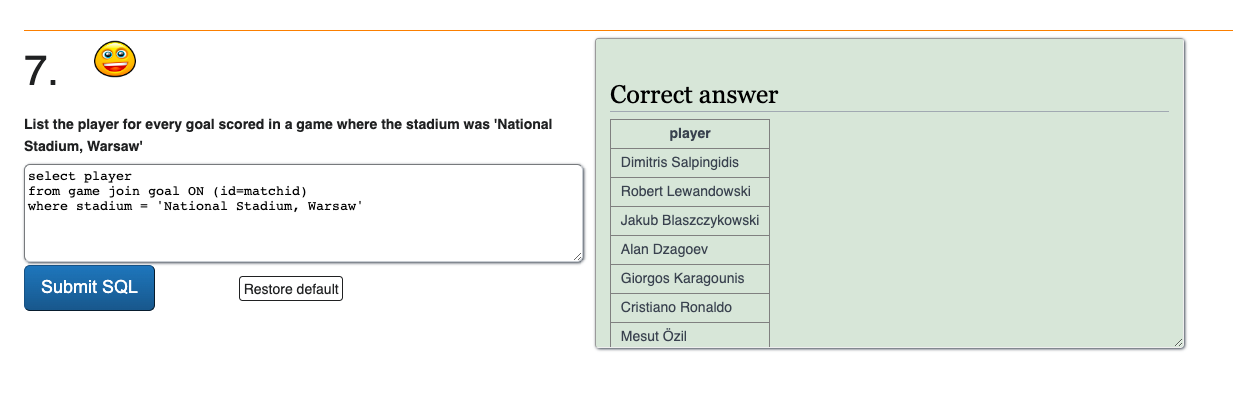 7.
List the player for every goal scored in a game where the stadium was 'National
Stadium, Warsaw'
select player
from game join goal ON (id=matchid)
where stadium = 'National Stadium, Warsaw'
Submit SQL
Restore default
Correct answer
player
Dimitris Salpingidis
Robert Lewandowski
Jakub Blaszczykowski
Alan Dzagoev
Giorgos Karagounis
Cristiano Ronaldo
Mesut Özil